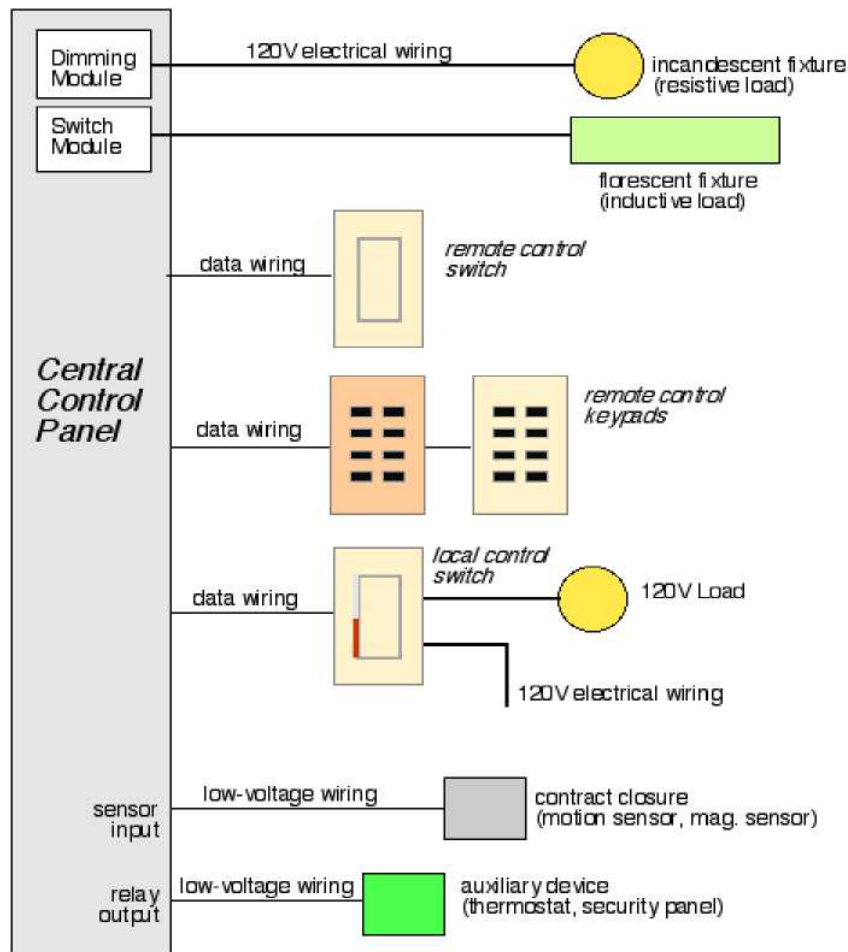 Dimming
Module
120V electrical wiring
incandescent fixture
(resistive load)
Switch
Module
florescent fixture
(inductive load)
remote control
switch
data wiring
Central
Control
Panel
remote control
keypads
data wiring
local control
switch
data wiring
120V Load
120V electrical wiring
low-voltage wiring
sensor
input
contract closure
(motion sensor, mag. sensor)
low-voltage wiring
relay
output
auxiliary device
(thermostat, security panel)